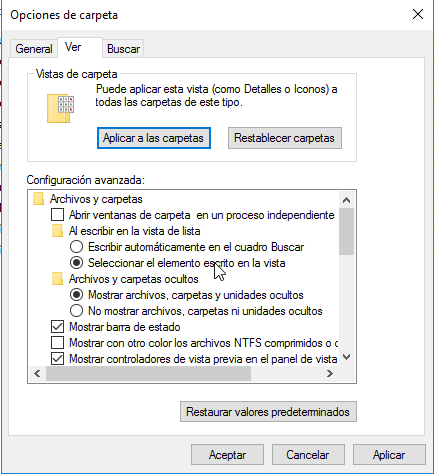 Opciones de carpeta
General
Ver
Buscar
Vistas de carpeta
Puede aplicar esta vista (como Detalles o Iconos) a
todas las carpetas de este tipo.
Aplicar a las carpetas
Restablecer carpetas
Configuración avanzada:
Archivos y carpetas
Abrir ventanas de carpeta en un proceso independiente
Al escribir en la vista de lista
Escribir automáticamente en el cuadro Buscar
Seleccionar el elemento escrito en la vista
Archivos y carpetas ocultos
Mostrar archivos, carpetas y unidades ocultos
No mostrar archivos, carpetas ni unidades ocultos
Mostrar barra de estado
Mostrar con otro color los archivos NTFS comprimidos o
Mostrar controladores de vista previa en el panel de vista
Restaurar valores predeterminados
Aceptar
Cancelar
Aplicar